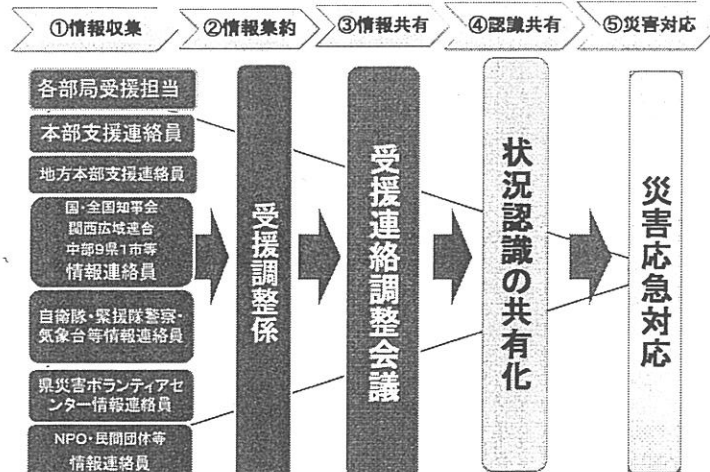 ①情報収集
②情報集約
③情報共有
④認識共有
⑤災害対応
各部局受援担当
本部支援連絡員
地方本部支援連絡員
国・全国知事会
関西広域連合
中部9県1市等
情報連絡員
自衛隊・緊援隊警察・
気象台等情報連絡員
県災害ボランティアセ
ンター情報連絡員
NPO・民間団体等
情報連絡員
受援調整係
受援連絡調整会議
状況認識の共有化
災害応急対応